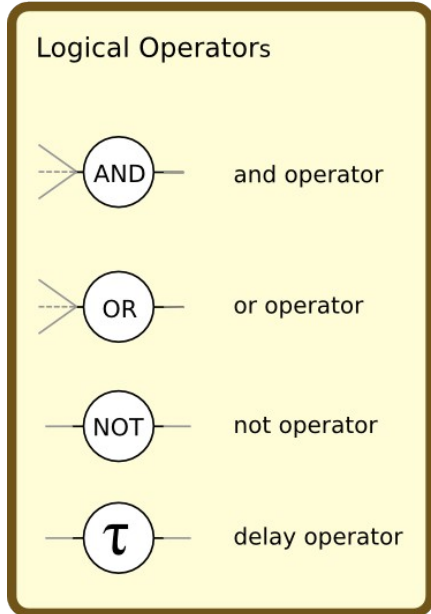 Logical Operators
AND and operator
OR or operator
NOT not operator
τ delay operator